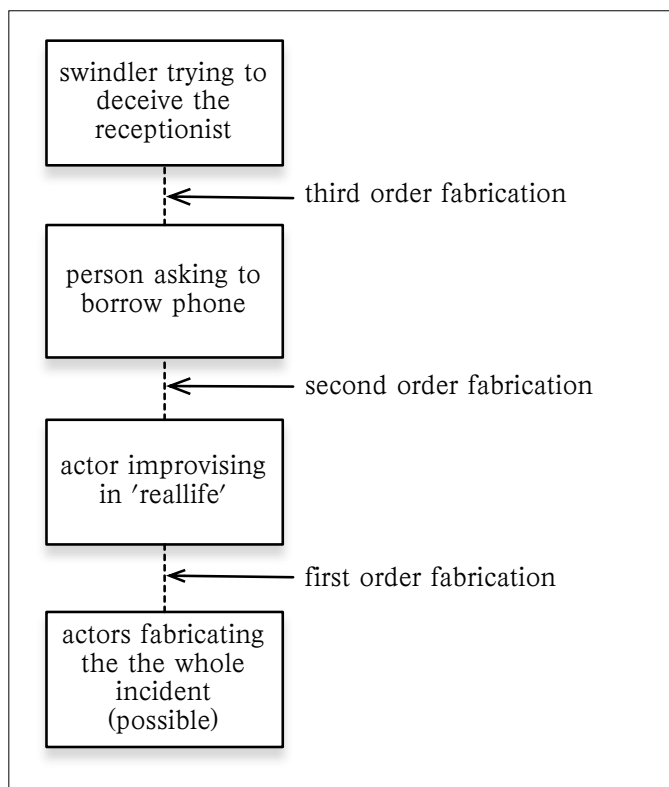 swindler trying to
deceive the
receptionist
third order fabrication
person asking to
borrow phone
second order fabrication
actor improvising
in 'reallife'
first order fabrication
actors fabricating
the the whole
incident
(possible)